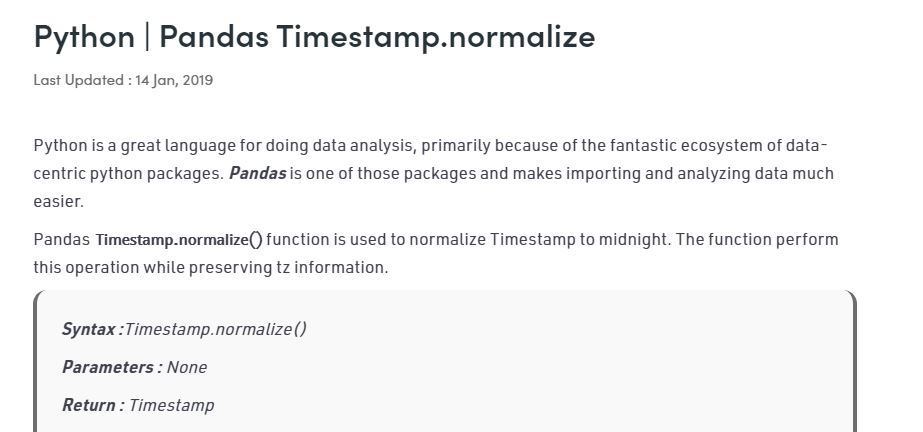 Python | Pandas Timestamp.normalize
Last Updated : 14 Jan, 2019
Python is a great language for doing data analysis, primarily because of the fantastic ecosystem of data-
centric python packages. Pandas is one of those packages and makes importing and analyzing data much
easier.
Pandas Timestamp.normalize() function is used to normalize Timestamp to midnight. The function perform
this operation while preserving tz information.
Syntax :Timestamp.normalize()
Parameters : None
Return : Timestamp